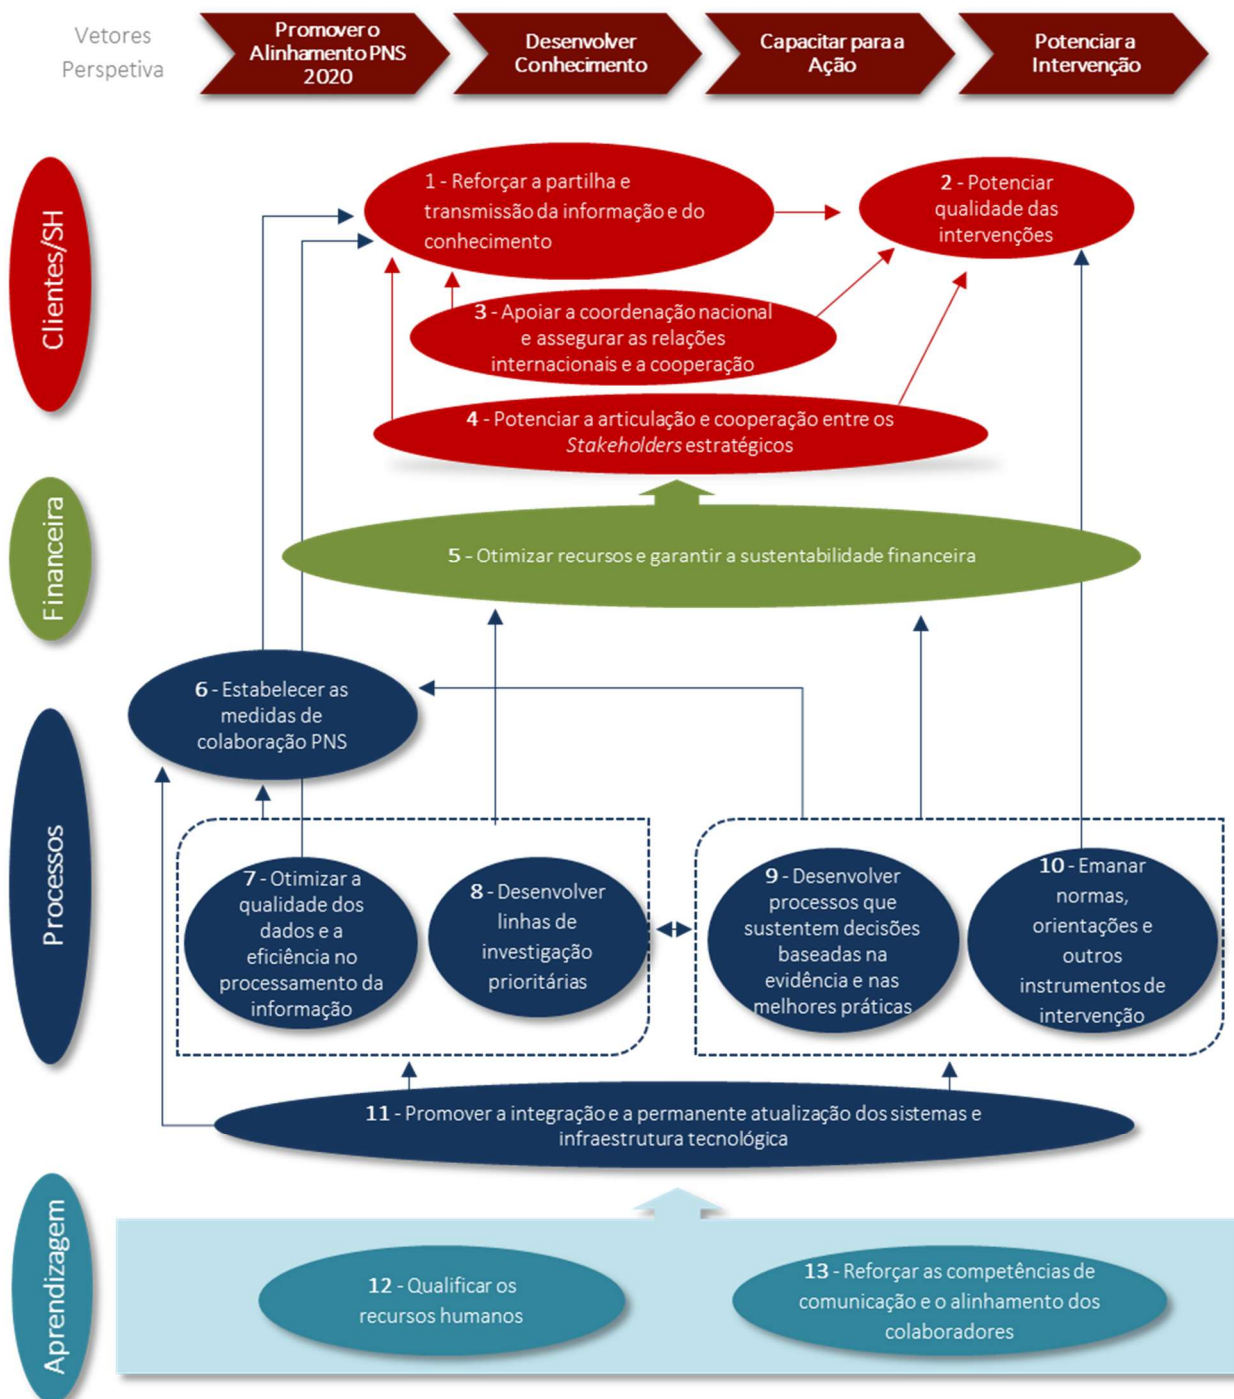 Vetores
Perspetiva
Promover o
Alinhamento PNS
2020
Desenvolver
Conhecimento
Capacitar para a
Ação
Potenciar a
Intervenção
Clientes/SH
1 - Reforçar a partilha e
transmissão da informação e do
conhecimento
2 - Potenciar
qualidade das
intervenções
3 - Apoiar a coordenação nacional
e assegurar as relações
internacionais e a cooperação
4 - Potenciar a articulação e cooperação entre os
Stakeholders estratégicos
Financeira
5 - Otimizar recursos e garantir a sustentabilidade financeira
Processos
6 - Estabelecer as
medidas de
colaboração PNS
7 - Otimizar a
qualidade dos
dados e a
eficiência no
processamento da
informação
8 - Desenvolver
linhas de
investigação
prioritárias
9 - Desenvolver
processos que
sustentem decisões
baseadas na
evidência e nas
melhores práticas
10 - Emanar
normas,
orientações e
outros
instrumentos de
intervenção
11 - Promover a integração e a permanente atualização dos sistemas e
infraestrutura tecnológica
Aprendizagem
12 - Qualificar os
recursos humanos
13 - Reforçar as competências de
comunicação e o alinhamento dos
colaboradores